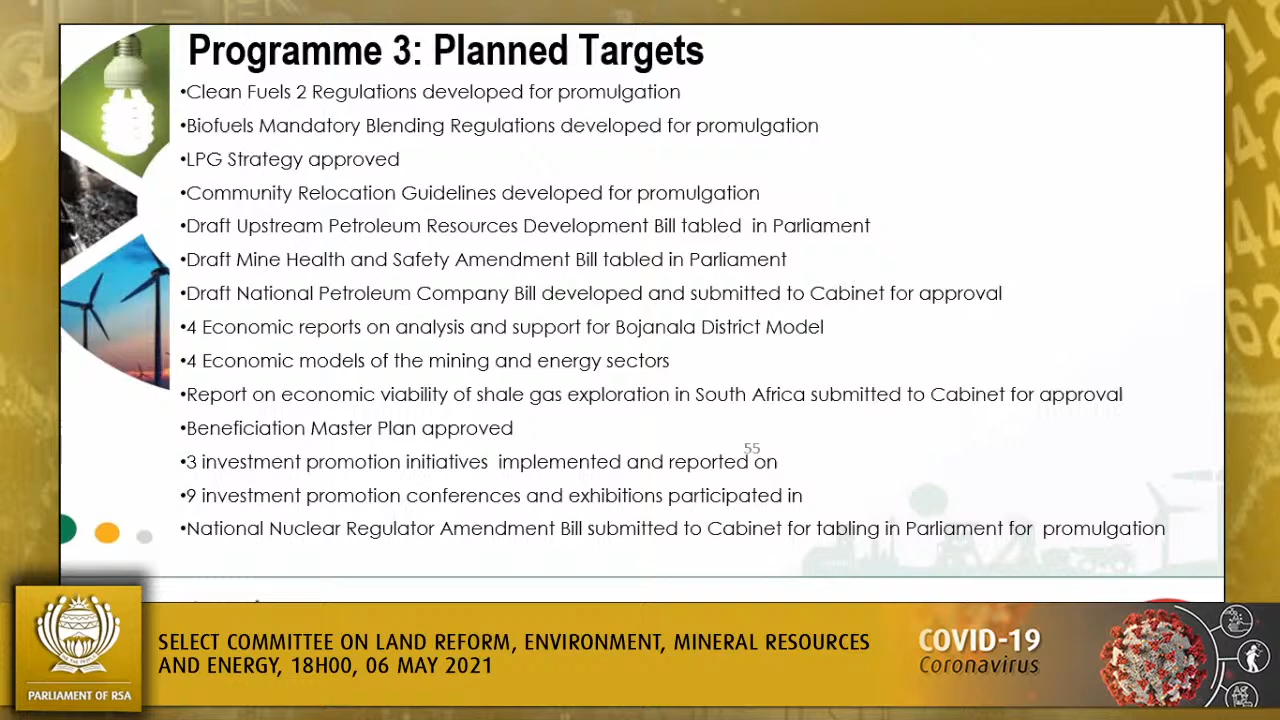 Programme 3: Planned Targets
•Clean Fuels 2 Regulations developed for promulgation
•Biofuels Mandatory Blending Regulations developed for promulgation
•LPG Strategy approved
•Community Relocation Guidelines developed for promulgation
•Draft Upstream Petroleum Resources Development Bill tabled in Parliament
•Draft Mine Health and Safety Amendment Bill tabled in Parliament
•Draft National Petroleum Company Bill developed and submitted to Cabinet for approval
•4 Economic reports on analysis and support for Bojanala District Model
•4 Economic models of the mining and energy sectors
•Report on economic viability of shale gas exploration in South Africa submitted to Cabinet for approval
•Beneficiation Master Plan approved
55
•3 investment promotion initiatives implemented and reported on
•9 investment promotion conferences and exhibitions participated in
•National Nuclear Regulator Amendment Bill submitted to Cabinet for tabling in Parliament for promulgation
SELECT COMMITTEE ON LAND REFORM, ENVIRONMENT, MINERAL RESOURCES
AND ENERGY, 18H00, 06 MAY 2021
PARLIAMENT OF RSA
COVID-19
Coronavirus